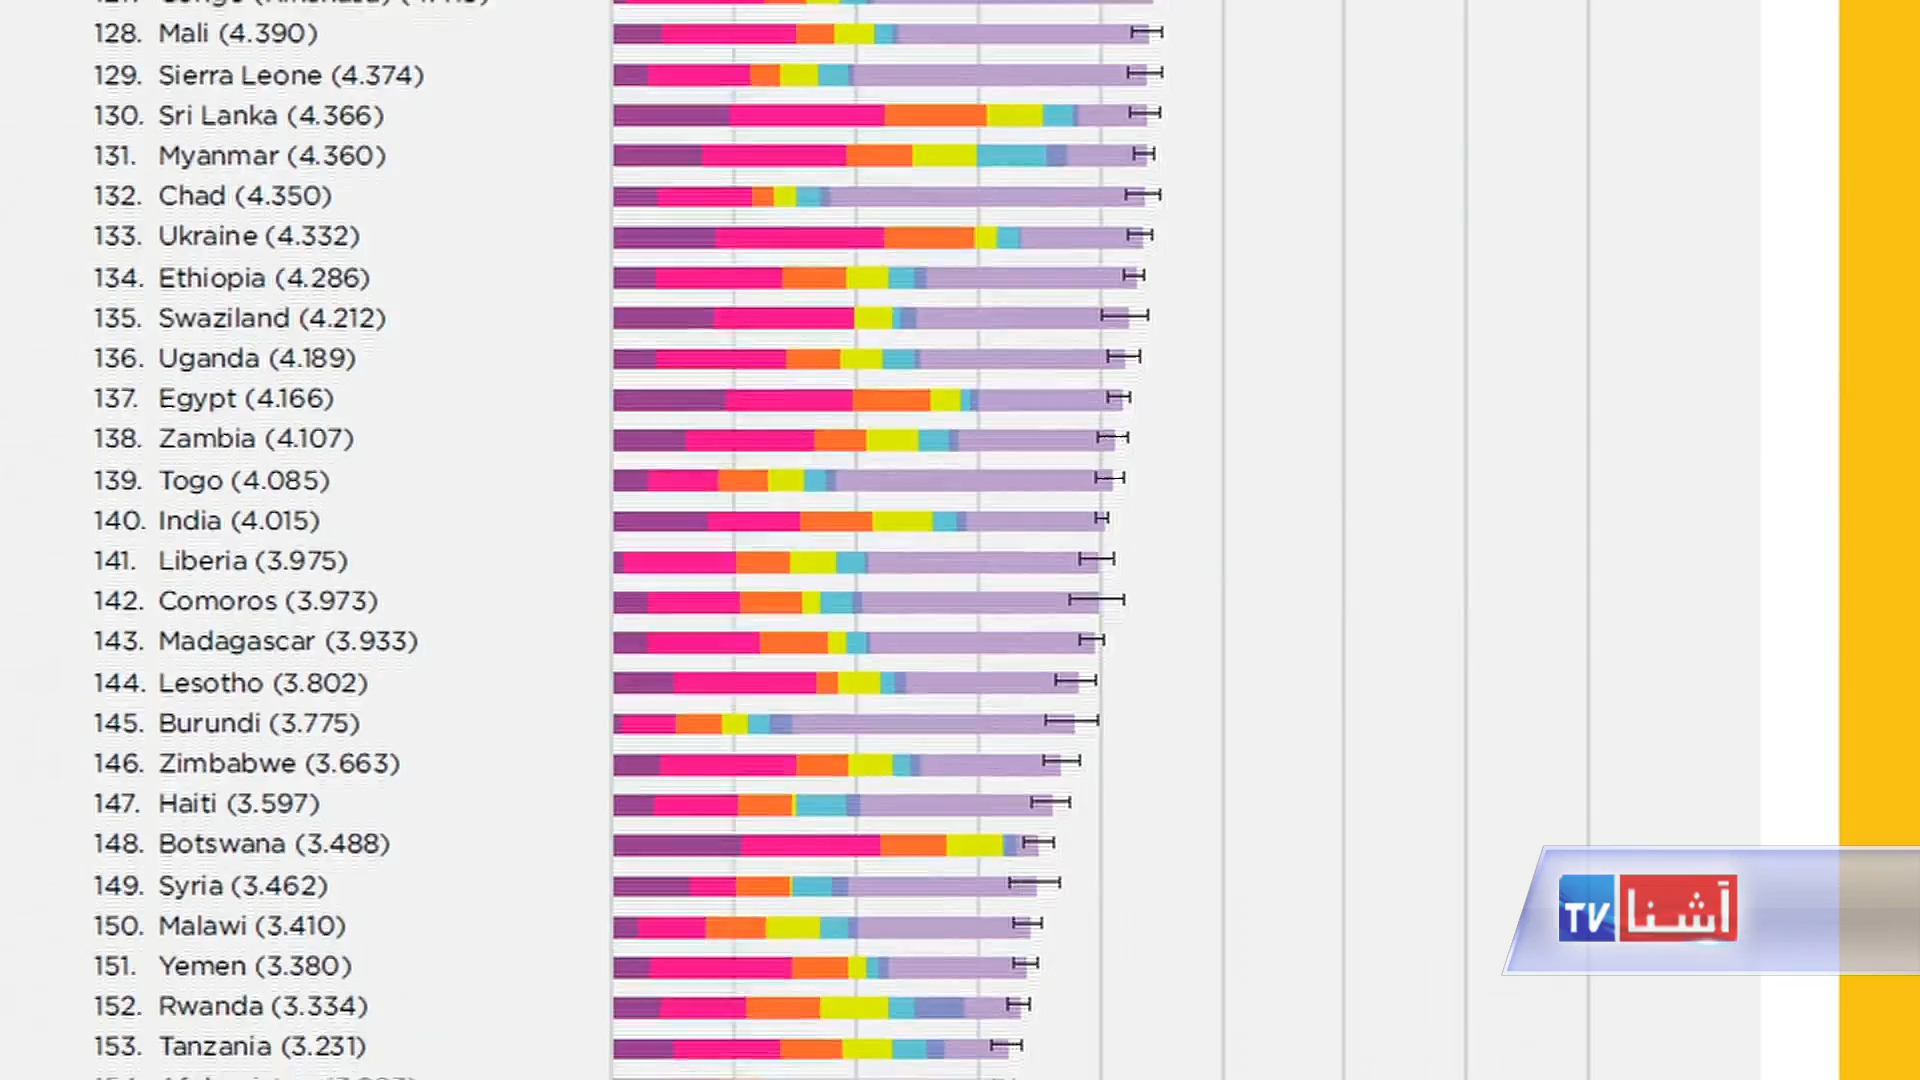 128. Mali (4.390)
129. Sierra Leone (4.374)
130. Sri Lanka (4.366)
131. Myanmar (4.360)
132. Chad (4.350)
133. Ukraine (4.332)
134. Ethiopia (4.286)
135. Swaziland (4.212)
136. Uganda (4.189)
137. Egypt (4.166)
138. Zambia (4.107)
139. Togo (4.085)
140. India (4.015)
141. Liberia (3.975)
142. Comoros (3.973)
143. Madagascar (3.933)
144. Lesotho (3.802)
145. Burundi (3.775)
146. Zimbabwe (3.663)
147. Haiti (3.597)
148. Botswana (3.488)
149. Syria (3.462)
150. Malawi (3.410)
151. Yemen (3.380)
152. Rwanda (3.334)
153. Tanzania (3.231)
TV آشنا